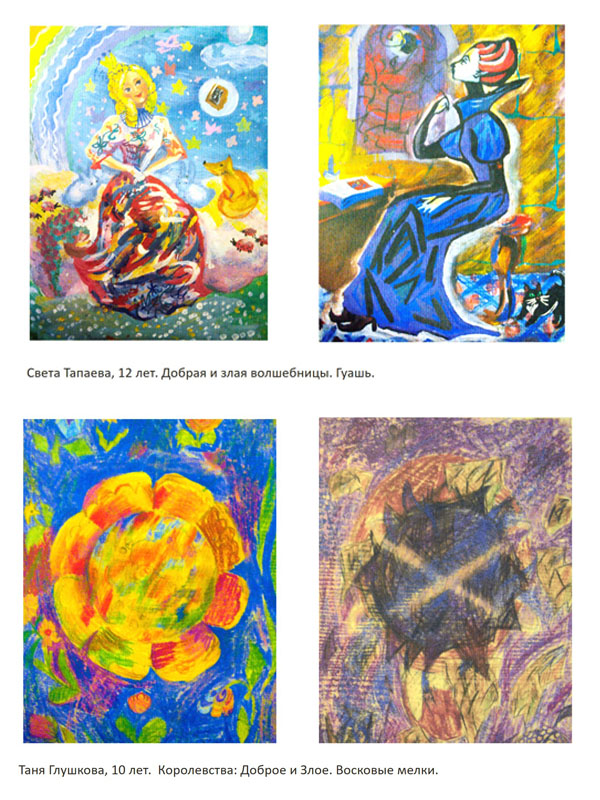 Света Тапаева, 12 лет. Добрая и злая волшебницы. Гуашь.
Таня Глушкова, 10 лет.  Королевства: Доброе и Злое. Восковые мелки.